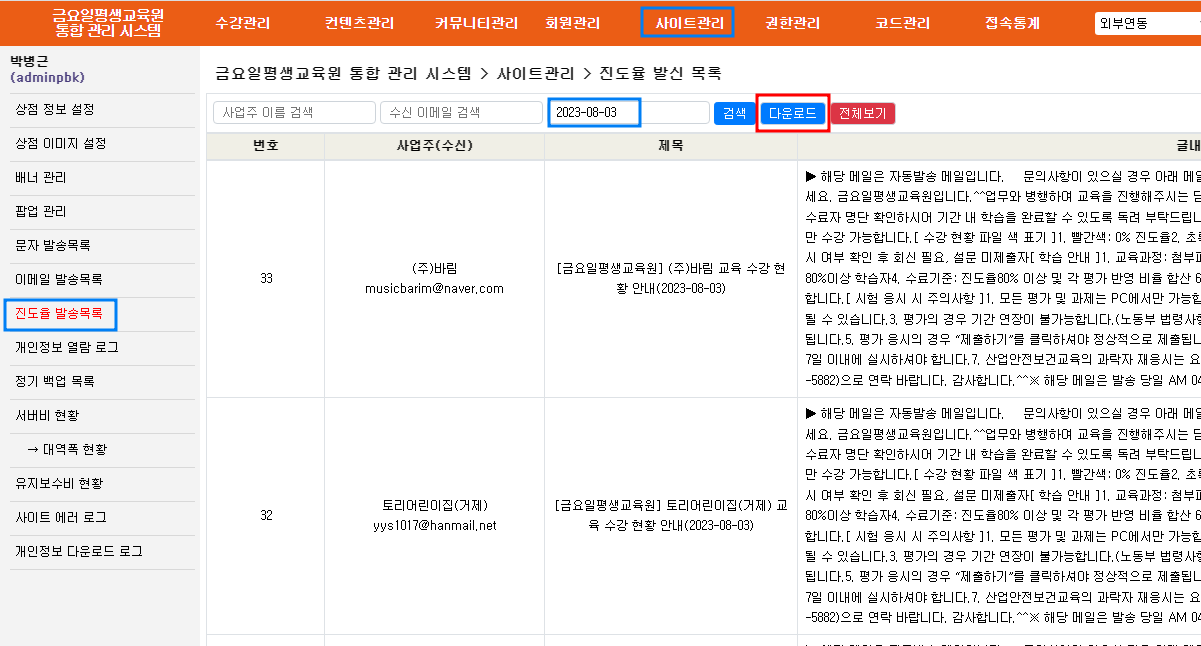 금요일평생교육원
통합 관리 시스템
수강관리 컨텐츠관리 커뮤니티관리 회원관리 사이트관리 권한관리 코드관리 접속통계 외부연동
박병근
(adminpbk)
상점 정보 설정
상점 이미지 설정
배너 관리
팝업 관리
문자 발송목록
이메일 발송목록
진도율 발송목록
개인정보 열람 로그
정기 백업 목록
서버비 현황
→ 대역폭 현황
유지보수비 현황
사이트 에러 로그
개인정보 다운로드 로그
금요일평생교육원 통합 관리 시스템 > 사이트관리 > 진도율 발신 목록
사업주 이름 검색 수신 이메일 검색 2023-08-03 검색 다운로드 전체보기
번호 사업주(수신) 제목 글내
33
(주)바림
musicbarim@naver.com
[금요일평생교육원] (주)바림 교육 수강 현
황 안내(2023-08-03)
▶ 해당 메일은 자동발송 메일입니다. 문의사항이 있으실 경우 아래 메일
세요. 금요일평생교육원입니다.^^업무와 병행하며 교육을 진행해주시는 담
수료자 명단 확인하시어 기간 내 학습을 완료할 수 있도록 독려 부탁드립니
만 수강 가능합니다.[ 수강 현황 파일 색 표기 ]1. 빨간색: 0% 진도율2. 초록
시 여부 확인 후 회신 필요, 설문 미제출자[ 학습 안내 ]1. 교육과정: 첨부파
80%이상 학습자4. 수료기준: 진도율80% 이상 및 각 평가 반영 비율 합산 6
합니다.[ 시험 응시 시 주의사항 ]1. 모든 평가 및 과제는 PC에서만 가능합
될 수 있습니다.3. 평가의 경우 기간 연장이 불가능합니다.(노동부 법령사항
됩니다.5. 평가 응시의 경우 “제출하기”를 클릭하셔야 정상적으로 제출됩니
7일 이내에 실시하셔야 합니다.7. 산업안전보건교육의 과락자 재응시는 요
-5882)으로 연락 바랍니다. 감사합니다.^^※ 해당 메일은 발송 당일 AM 04
32
토리어린이집(거제)
yys1017@hanmail.net
[금요일평생교육원] 토리어린이집(거제) 교
육 수강 현황 안내(2023-08-03)
▶ 해당 메일은 자동발송 메일입니다. 문의사항이 있으실 경우 아래 메일
세요. 금요일평생교육원입니다.^^업무와 병행하며 교육을 진행해주시는 담
수료자 명단 확인하시어 기간 내 학습을 완료할 수 있도록 독려 부탁드립니
만 수강 가능합니다.[ 수강 현황 파일 색 표기 ]1. 빨간색: 0% 진도율2. 초록
시 여부 확인 후 회신 필요, 설문 미제출자[ 학습 안내 ]1. 교육과정: 첨부파
80%이상 학습자4. 수료기준: 진도율80% 이상 및 각 평가 반영 비율 합산 6
합니다.[ 시험 응시 시 주의사항 ]1. 모든 평가 및 과제는 PC에서만 가능합
될 수 있습니다.3. 평가의 경우 기간 연장이 불가능합니다.(노동부 법령사항
됩니다.5. 평가 응시의 경우 “제출하기”를 클릭하셔야 정상적으로 제출됩니
7일 이내에 실시하셔야 합니다.7. 산업안전보건교육의 과락자 재응시는 요
-5882)으로 연락 바랍니다. 감사합니다.^^※ 해당 메일은 발송 당일 AM 04